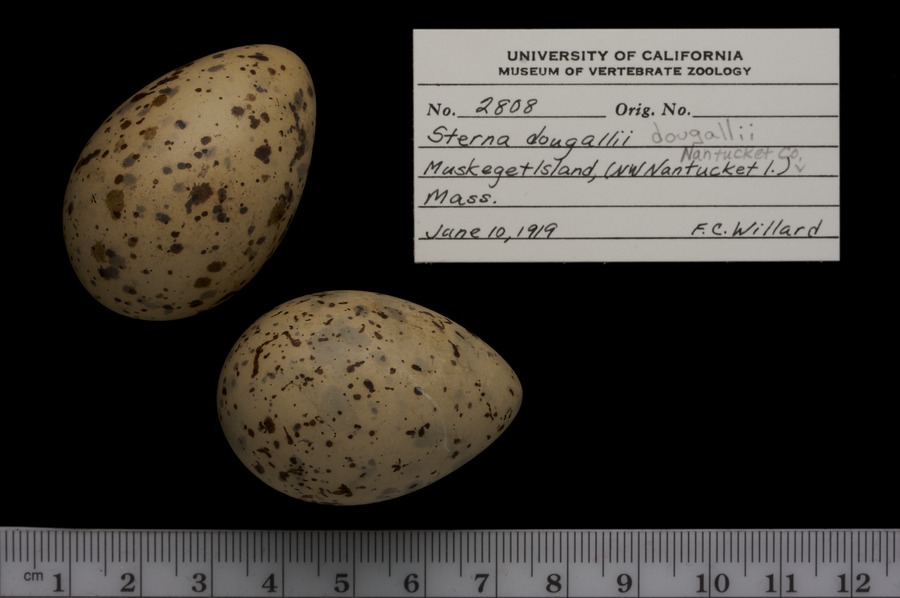 UNIVERSITY OF CALIFORNIA
MUSEUM OF VERTEBRATE ZOOLOGY
No. 2808 Orig. No.
Sterna dougallii dougallii
Nantucket Co.
Muskeget Island, (NW Nantucket I.)
Mass.
June 10, 1919 F.C. Willard
cm 1 2 3 4 5 6 7 8 9 10 11 12